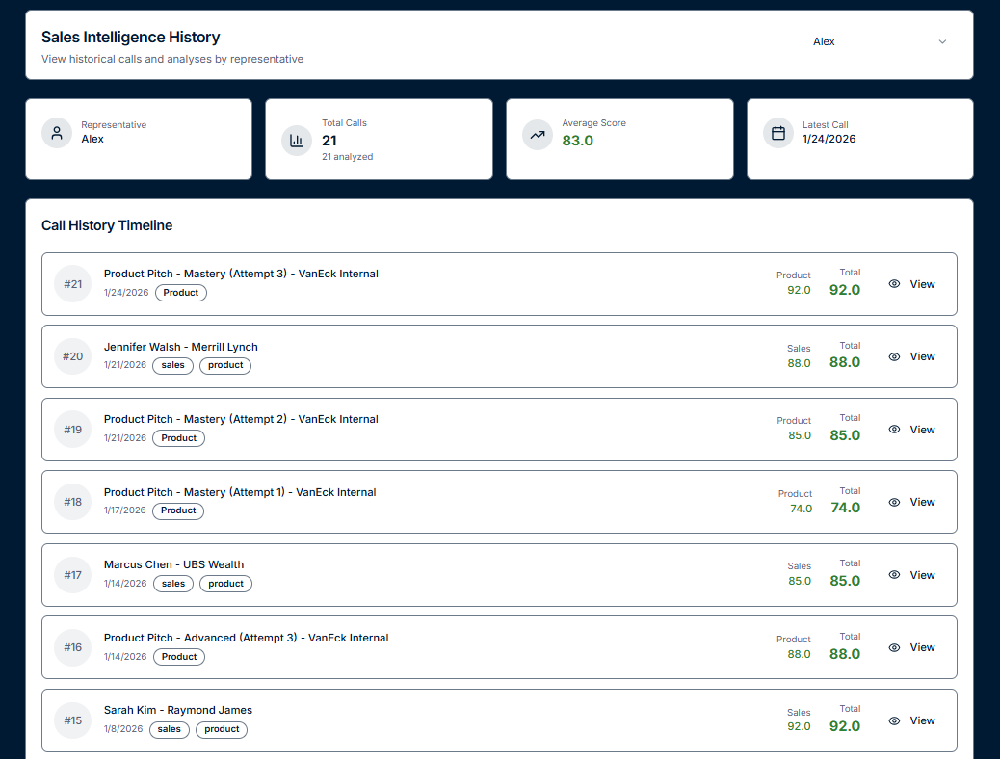 Sales Intelligence History
View historical calls and analyses by representative
Alex
Representative
Alex
Total Calls
21
21 analyzed
Average Score
83.0
Latest Call
1/24/2026
Call History Timeline
#21
Product Pitch - Mastery (Attempt 3) - VanEck Internal
1/24/2026 Product
Product
92.0
Total
92.0
View
#20
Jennifer Walsh - Merrill Lynch
1/21/2026 sales product
Sales
88.0
Total
88.0
View
#19
Product Pitch - Mastery (Attempt 2) - VanEck Internal
1/21/2026 Product
Product
85.0
Total
85.0
View
#18
Product Pitch - Mastery (Attempt 1) - VanEck Internal
1/17/2026 Product
Product
74.0
Total
74.0
View
#17
Marcus Chen - UBS Wealth
1/14/2026 sales product
Sales
85.0
Total
85.0
View
#16
Product Pitch - Advanced (Attempt 3) - VanEck Internal
1/14/2026 Product
Product
88.0
Total
88.0
View
#15
Sarah Kim - Raymond James
1/8/2026 sales product
Sales
92.0
Total
92.0
View